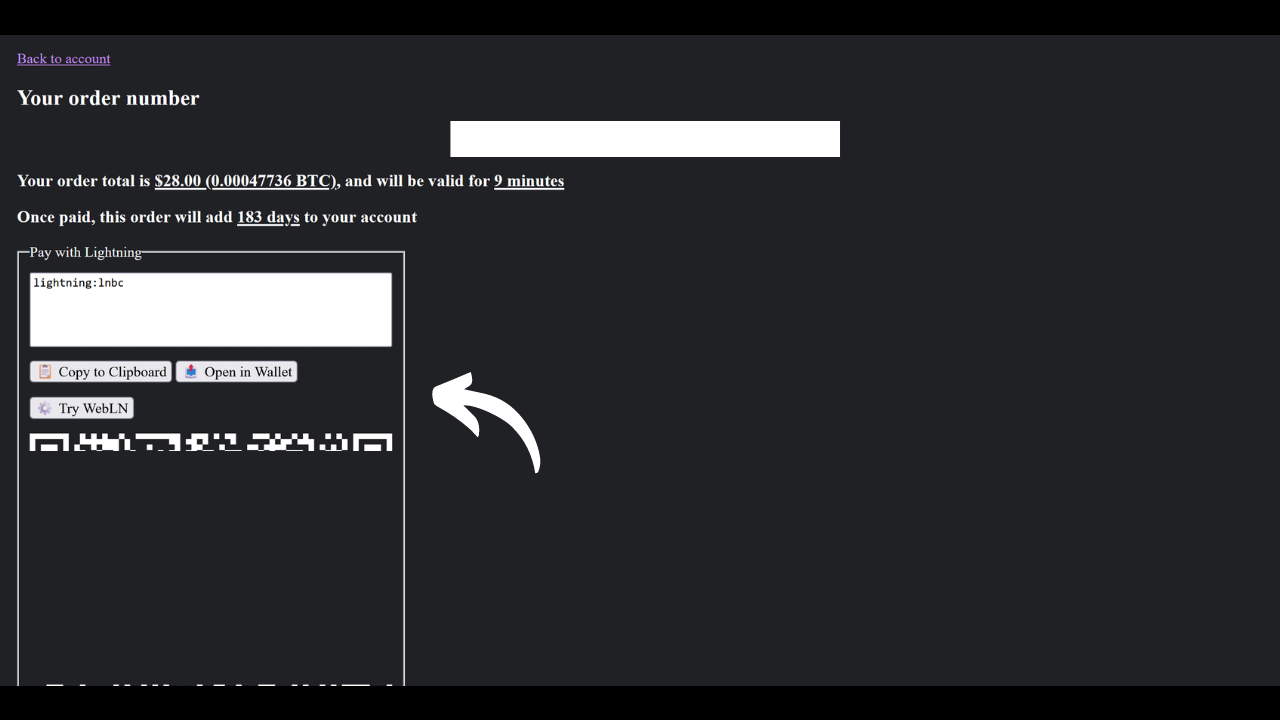 Back to account
Your order number
Your order total is $28.00 (0.00047736 BTC), and will be valid for 9 minutes
Once paid, this order will add 183 days to your account
Pay with Lightning
lightning:lnbc
Copy to Clipboard Open in Wallet
Try WebLN